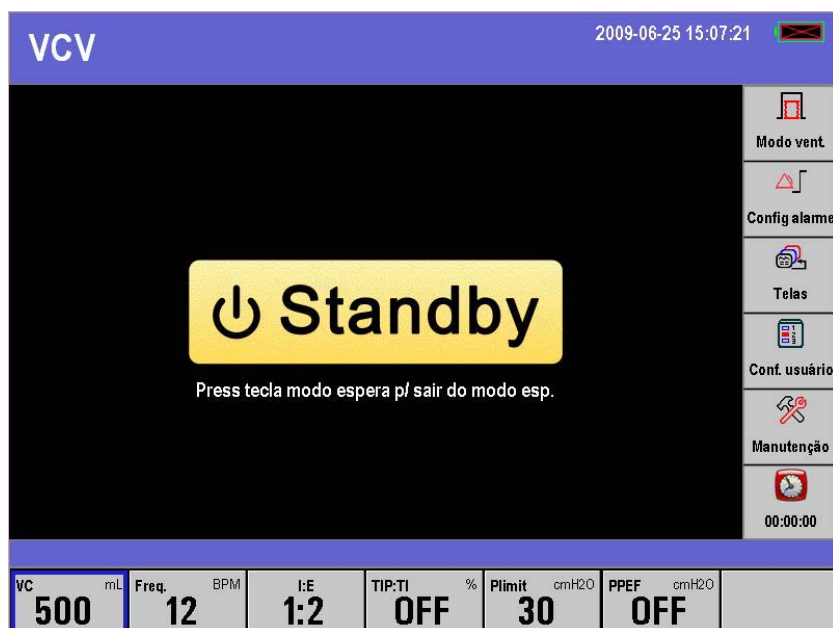 VCV
2009-06-25 15:07:21
Modo vent.
Config alarme
Telas
Standby
Conf. usuário
Press tecla modo espera p/ sair do modo esp.
Manutenção
00:00:00
VC mL Freq. BPM I:E TIP:TI % Plimit cmH2O PPEF cmH2O
500 12 1:2 OFF 30 OFF